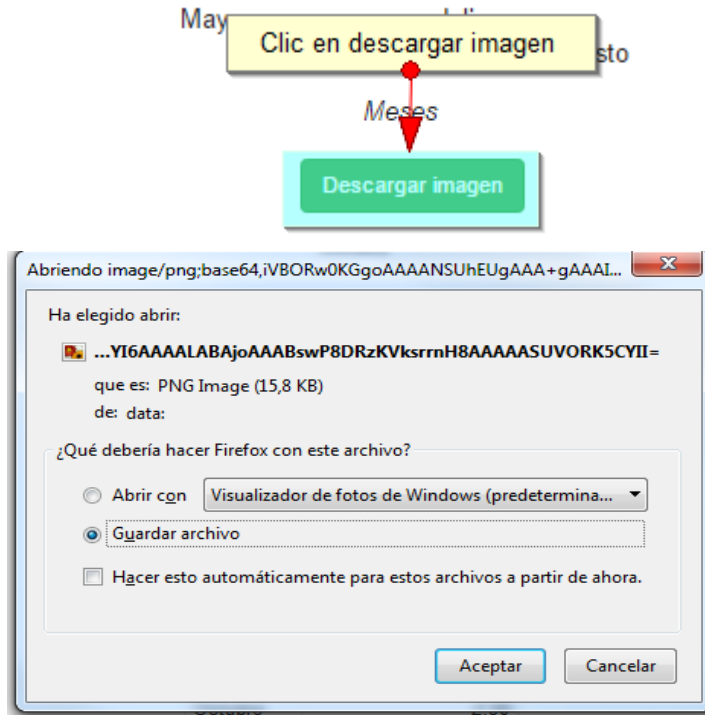 May
Clic en descargar imagen
sto
Meses
Descargar imagen
Abriendo image/png;base64,iVBORw0KGgoAAAANSUhEUgAAA+gAAAI...
Ha elegido abrir:
...YI6AAAALABAjoAAABswP8DRzKVksrrnH8AAAAASUVORK5CYII=
que es: PNG Image (15,8 KB)
de: data:
¿Qué debería hacer Firefox con este archivo?
Abrir con Visualizador de fotos de Windows (predetermina...
Guardar archivo
Hacer esto automáticamente para estos archivos a partir de ahora.
Aceptar Cancelar